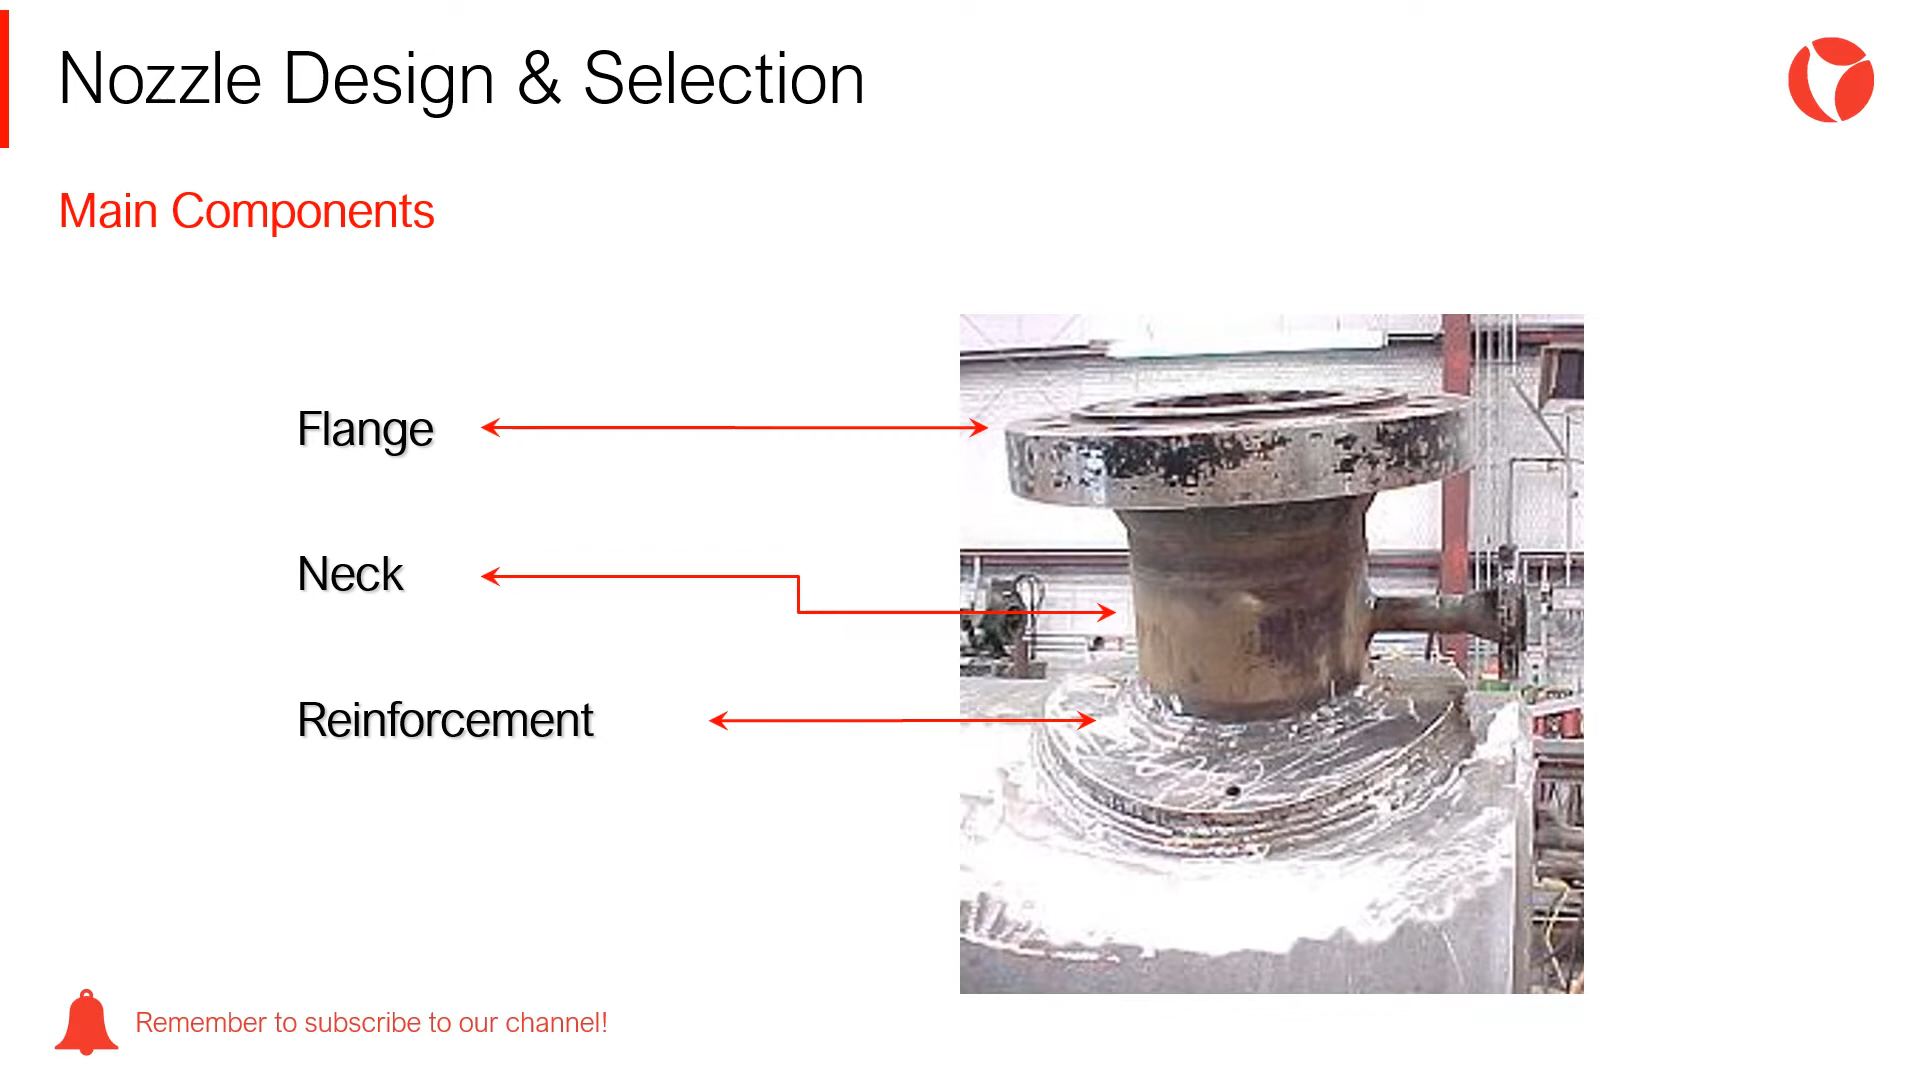 Nozzle Design & Selection
Main Components
Flange
Neck
Reinforcement
Remember to subscribe to our channel!